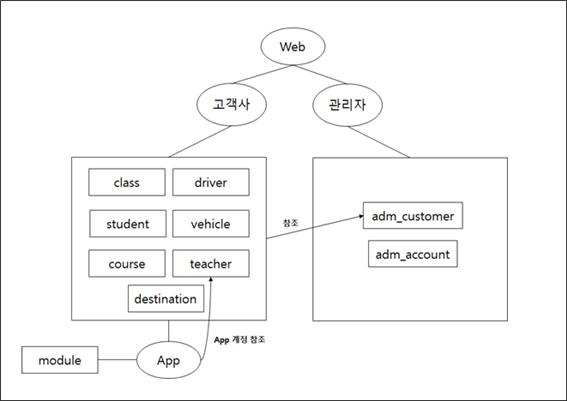 Web
고객사
관리자
class
driver
student
vehicle
course
teacher
destination
참조
adm_customer
adm_account
App 계정 참조
module
App